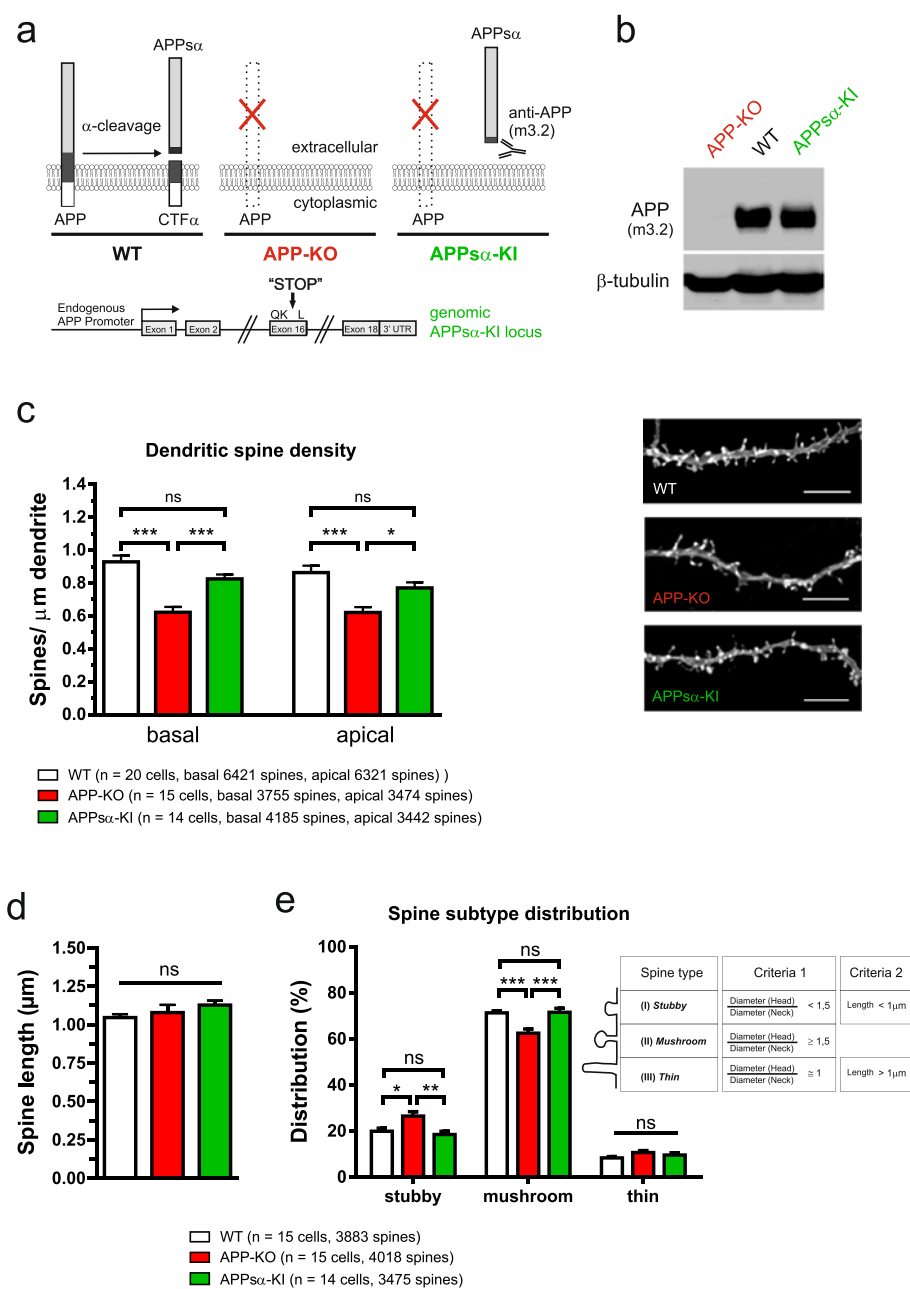 a
APPsα
APPsα
α-cleavage
anti-APP
(m3.2)
extracellular
cytoplasmic
APP
CTFα
APP
APP
WT
APP-KO
APPsα-KI
“STOP”
Endogenous
APP Promoter
QK L
Exon 1
Exon 2
Exon 16
Exon 18
3' UTR
genomic
APPsα-KI locus
b
APP-KO
WT
APPsα-KI
APP
(m3.2)
β-tubulin
c
Dendritic spine density
Spines/ μm dendrite
1.4
1.2
1.0
0.8
0.6
0.4
0.2
0.0
ns
*** ***
ns
*** *
basal
apical
WT (n = 20 cells, basal 6421 spines, apical 6321 spines) )
APP-KO (n = 15 cells, basal 3755 spines, apical 3474 spines)
APPsα-KI (n = 14 cells, basal 4185 spines, apical 3442 spines)
WT
APP-KO
APPsα-KI
d
Spine length (μm)
1.50
1.25
1.00
0.75
0.50
0.25
0.00
ns
e
Spine subtype distribution
Distribution (%)
100
80
60
40
20
0
ns
* **
ns
*** ***
ns
stubby
mushroom
thin
Spine type Criteria 1 Criteria 2
(I) Stubby Diameter (Head) / Diameter (Neck) < 1,5 Length < 1μm
(II) Mushroom Diameter (Head) / Diameter (Neck) ≥ 1,5
(III) Thin Diameter (Head) / Diameter (Neck) ≅ 1 Length > 1μm
WT (n = 15 cells, 3883 spines)
APP-KO (n = 15 cells, 4018 spines)
APPsα-KI (n = 14 cells, 3475 spines)